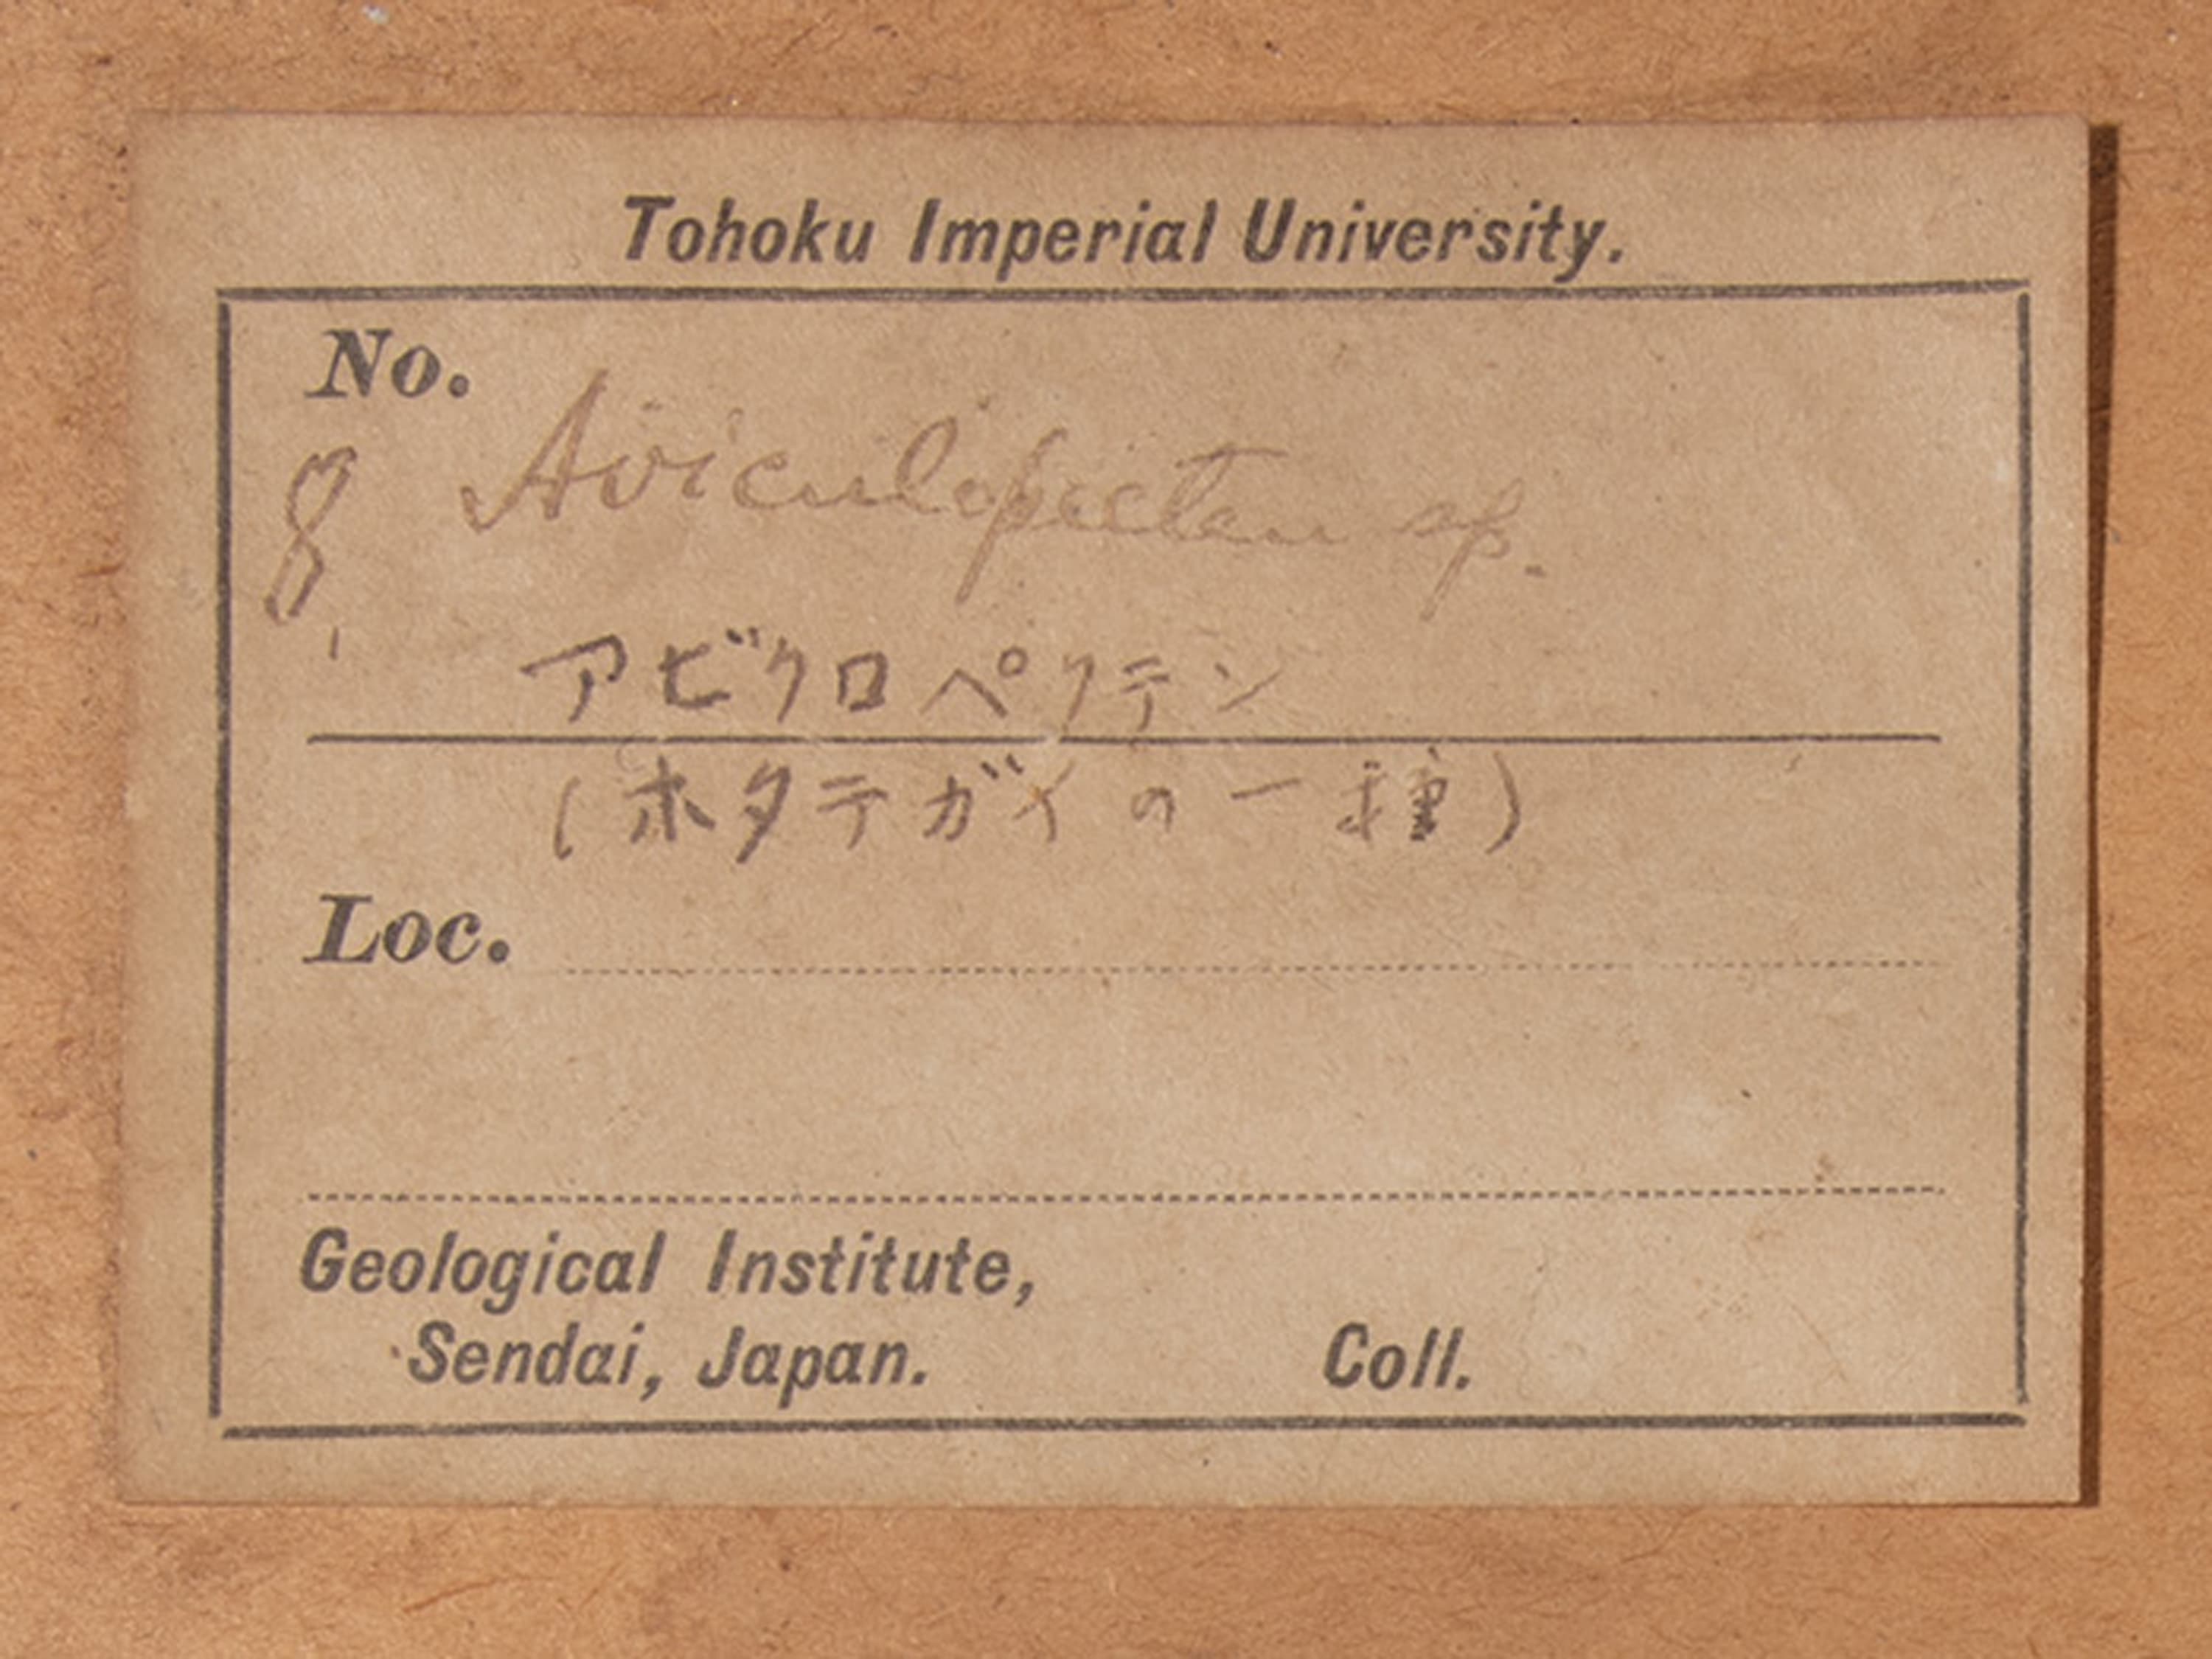 Tohoku Imperial University.
No.
8. Aviculopecten sp.
アビクロペクテン
(ホタテガイの一種)
Loc.
Geological Institute,
Sendai, Japan. Coll.